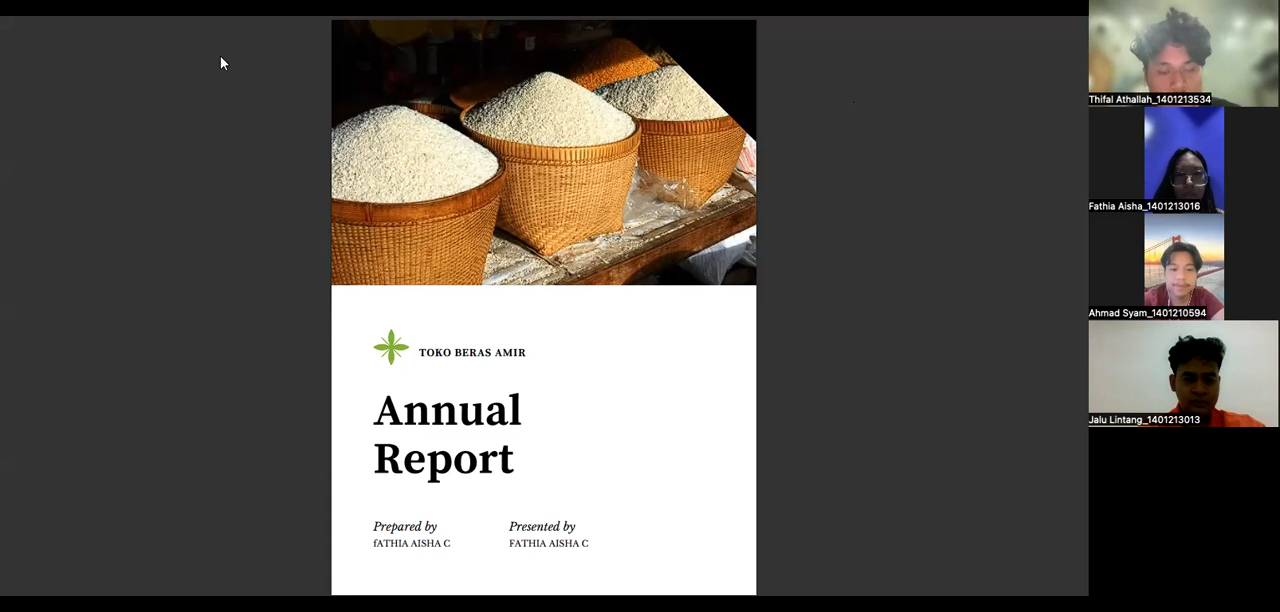 TOKO BERAS AMIR
Annual
Report
Prepared by
fATHIA AISHA C
Presented by
FATHIA AISHA C
Thifal Athallah_1401213534
Fathia Aisha_1401213016
Ahmad Syam_1401210594
Jalu Lintang_1401213013